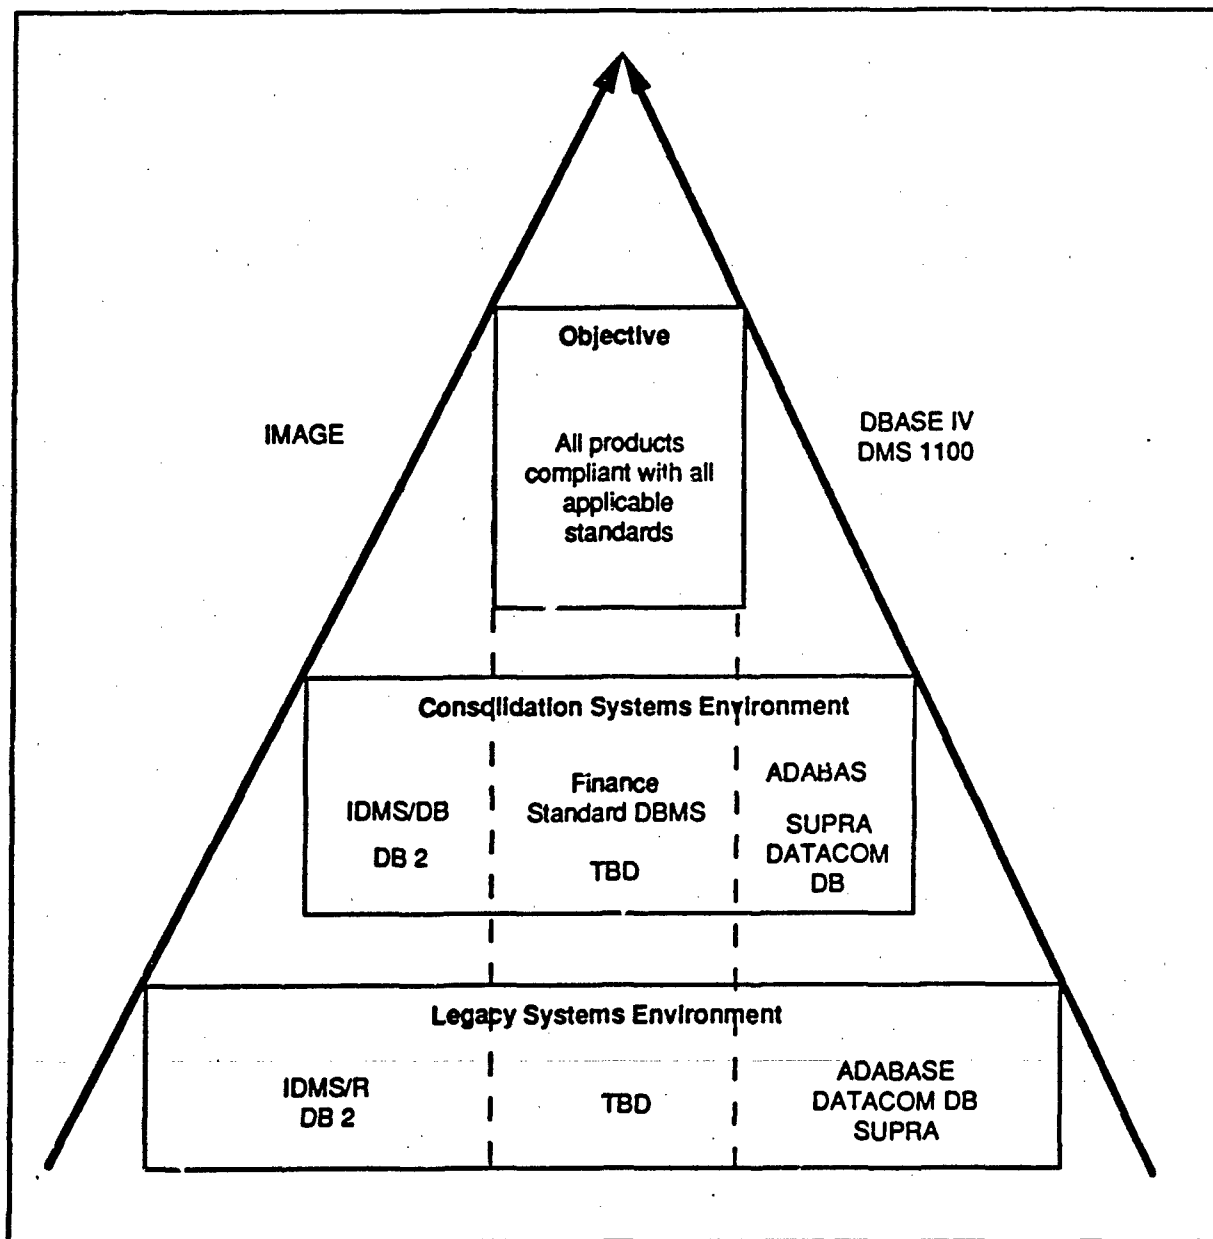 Objective
IMAGE
All products
compliant with all
applicable
standards
DBASE IV
DMS 1100
Consolidation Systems Environment
IDMS/DB
DB 2
Finance
Standard DBMS
TBD
ADABAS
SUPRA
DATACOM
DB
Legacy Systems Environment
IDMS/R
DB 2
TBD
ADABASE
DATACOM DB
SUPRA